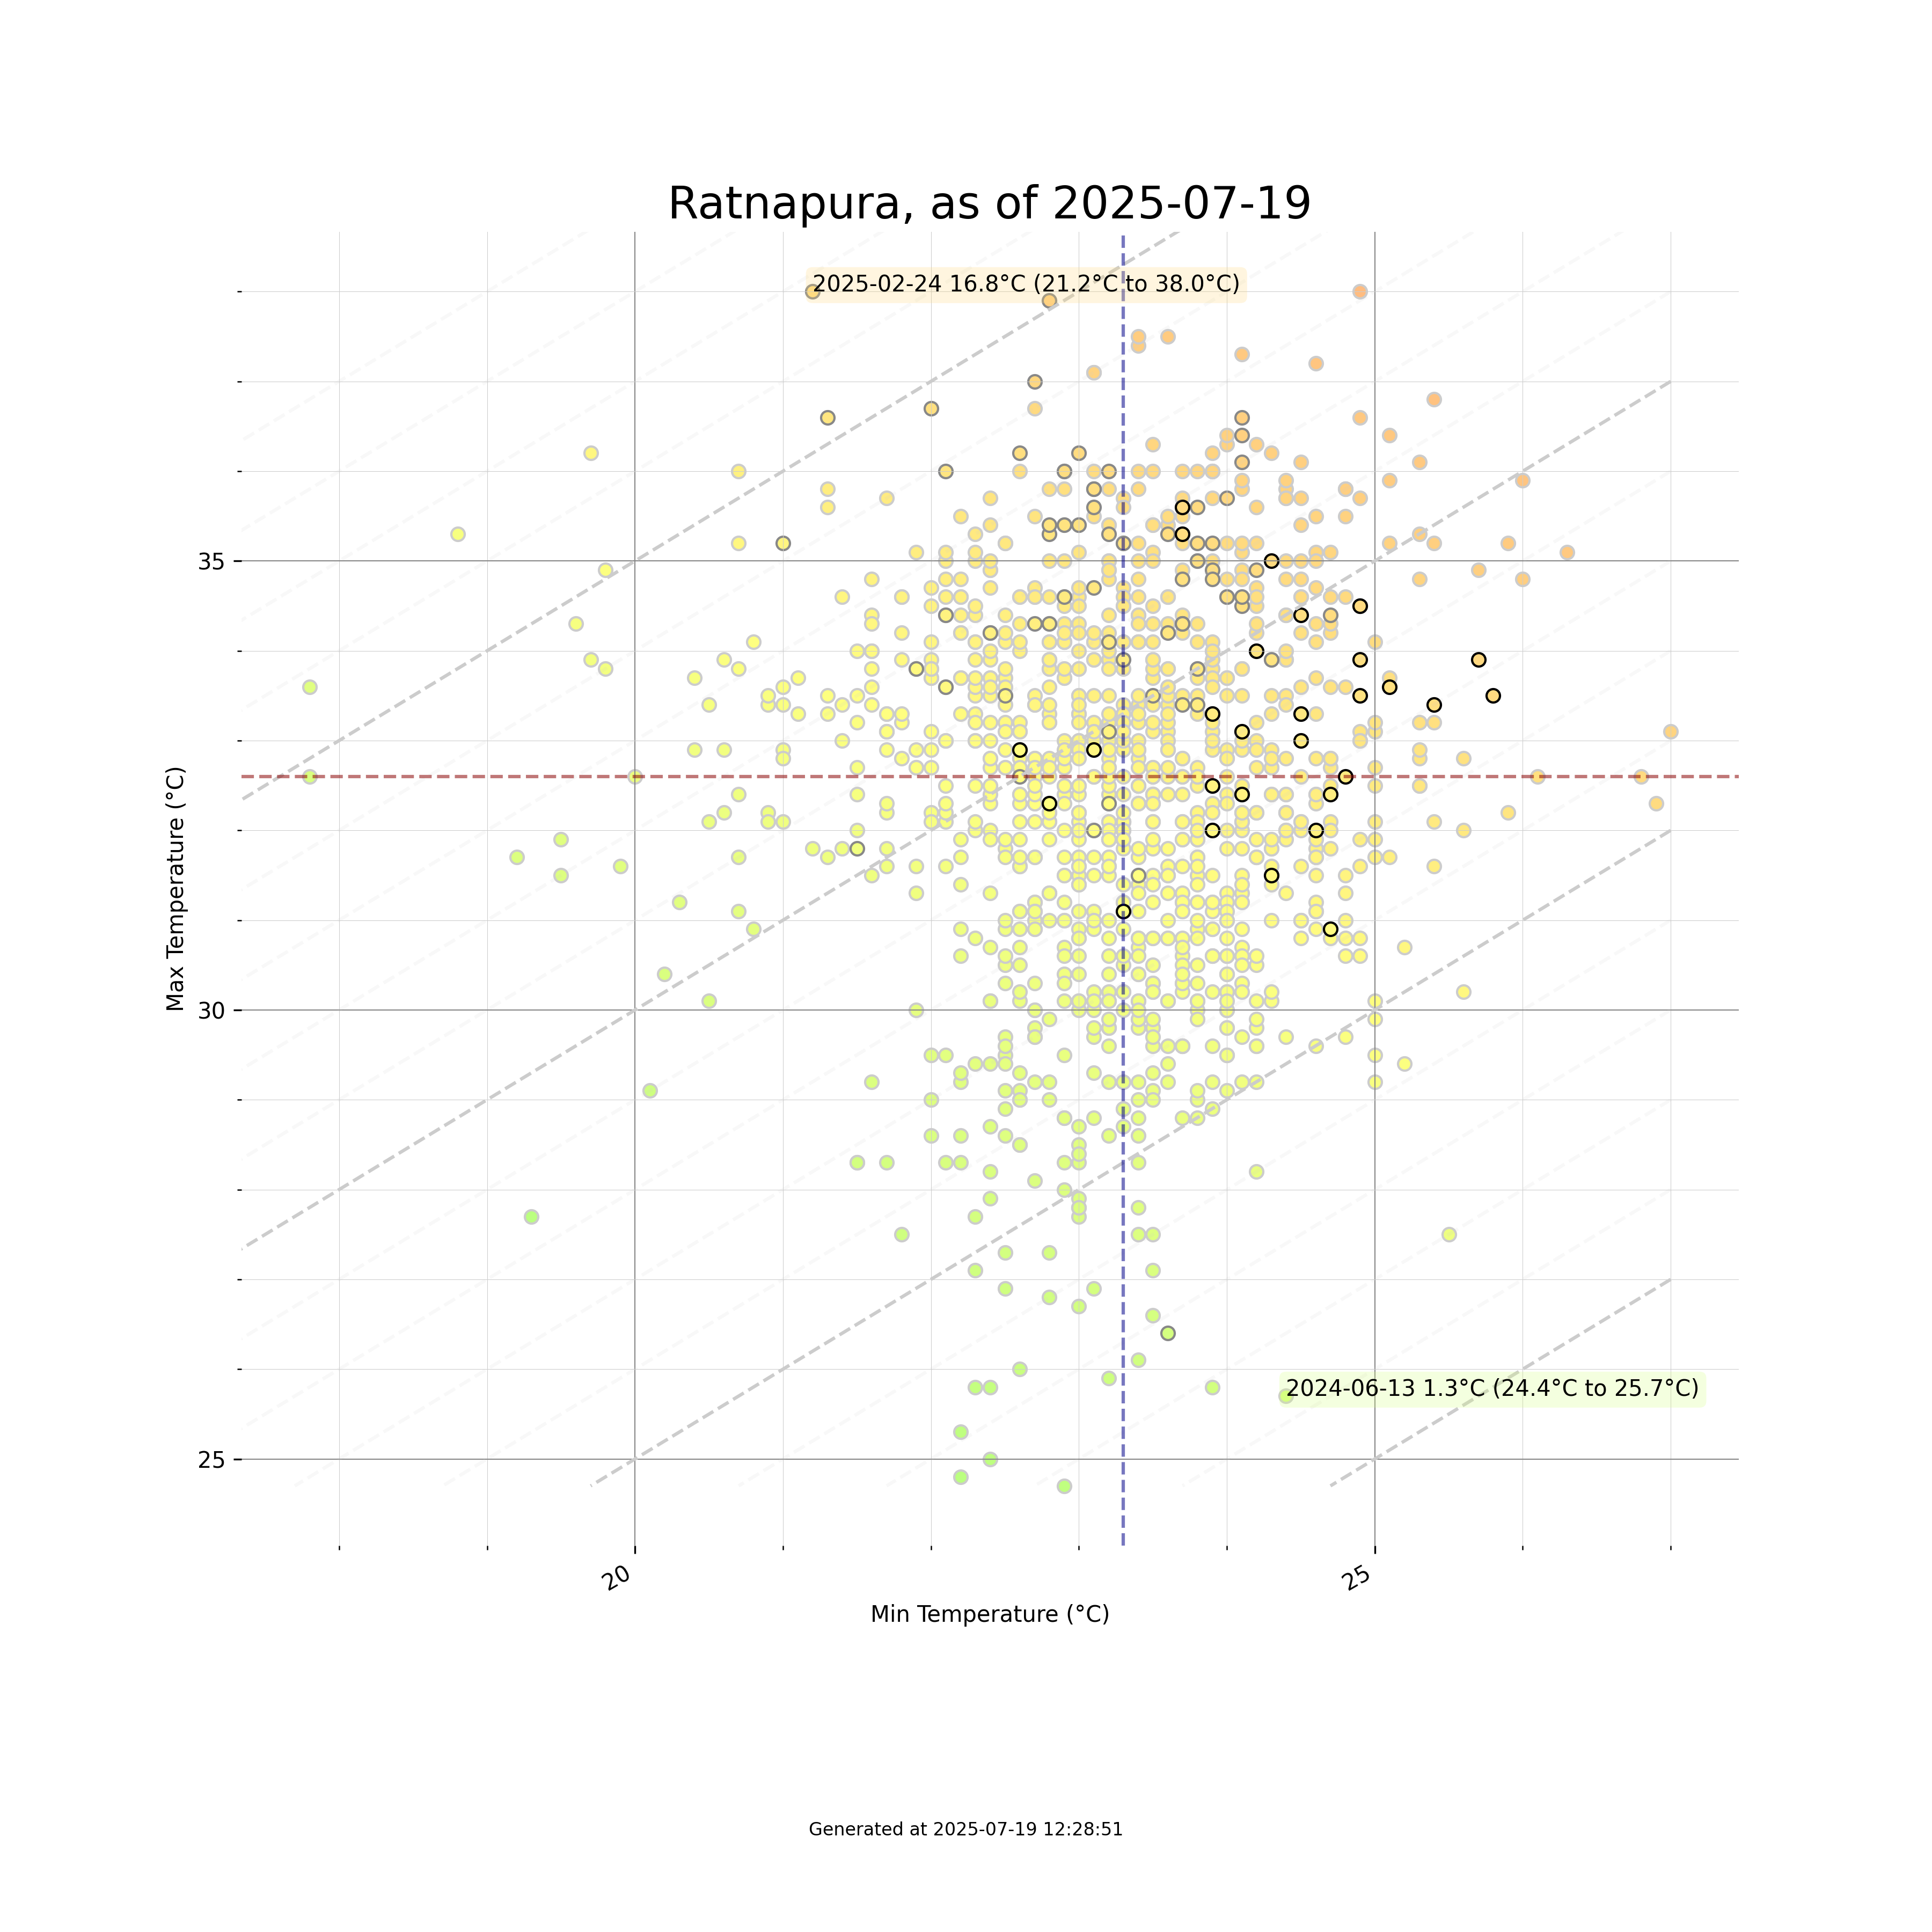 Ratnapura, as of 2025-07-19
2025-02-24 16.8°C (21.2°C to 38.0°C)
35
Max Temperature (°C)
30
2024-06-13 1.3°C (24.4°C to 25.7°C)
25
20
25
Min Temperature (°C)
Generated at 2025-07-19 12:28:51